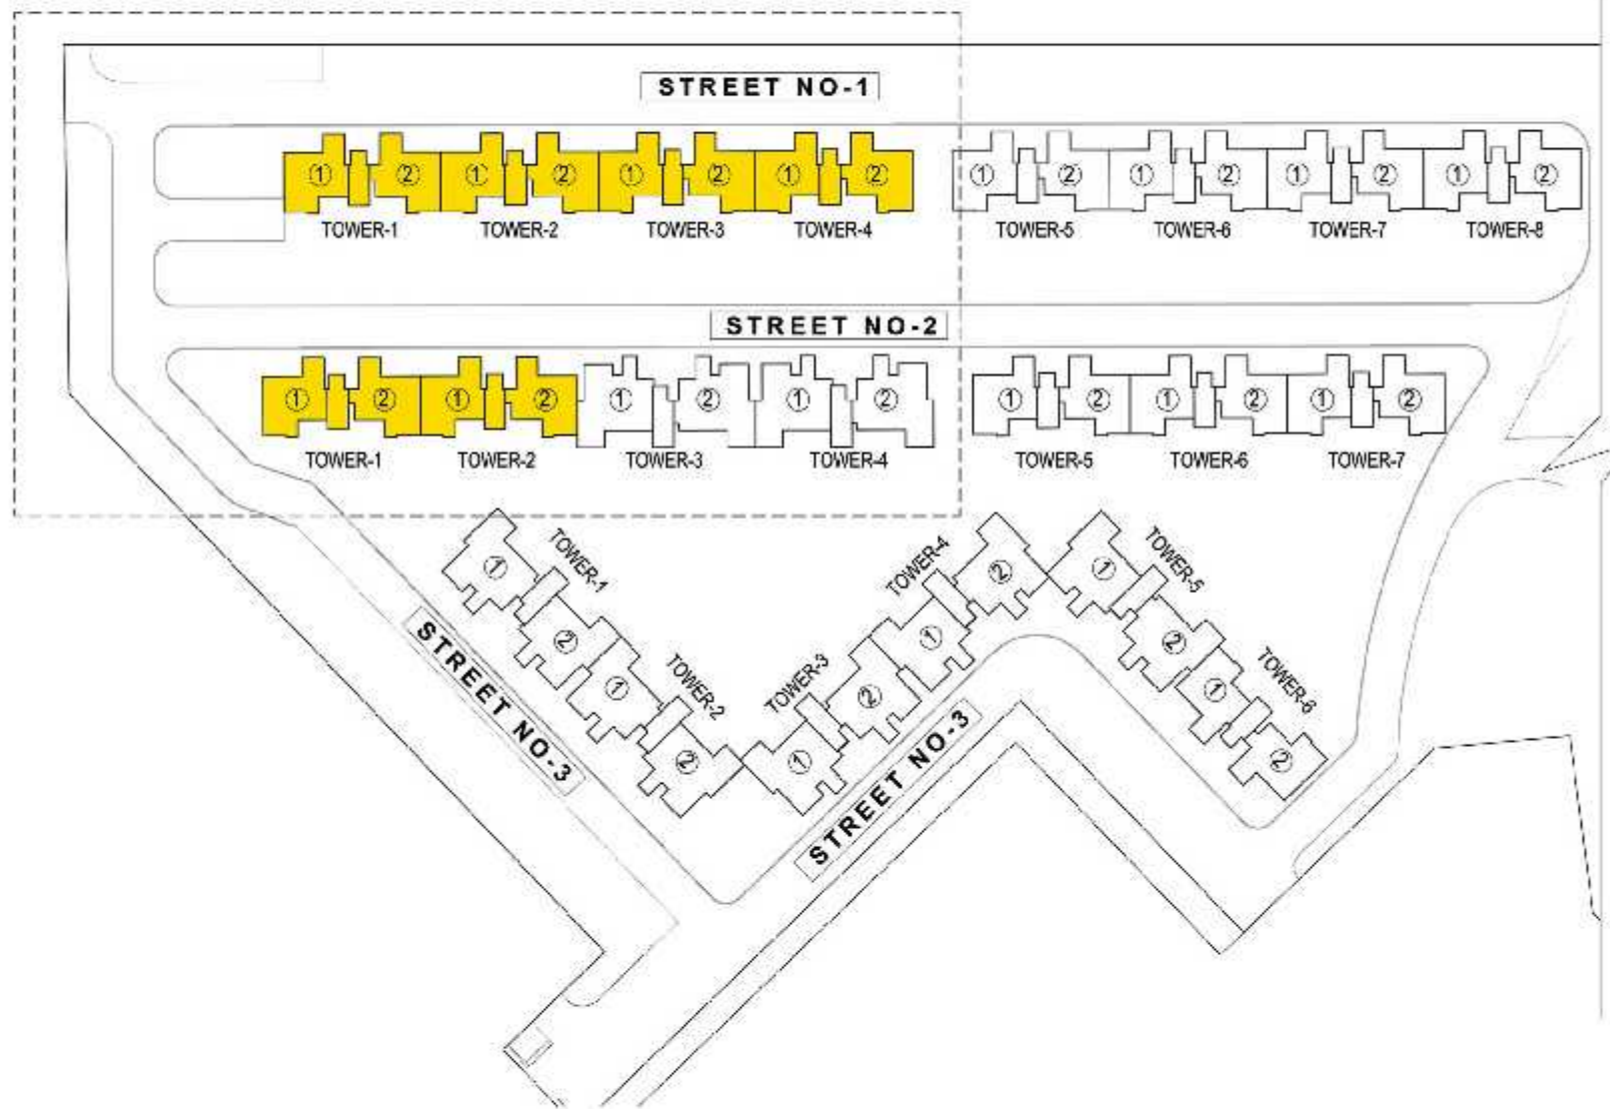 STREET NO-1
① ② ① ② ① ② ① ② ① ② ① ② ① ② ① ②
TOWER-1 TOWER-2 TOWER-3 TOWER-4 TOWER-5 TOWER-6 TOWER-7 TOWER-8
STREET NO-2
① ② ① ② ① ② ① ② ① ② ① ② ① ②
TOWER-1 TOWER-2 TOWER-3 TOWER-4 TOWER-5 TOWER-6 TOWER-7
TOWER-1
① ②
TOWER-2
① ②
TOWER-3
① ②
TOWER-4
① ②
TOWER-5
① ②
TOWER-6
① ②
STREET NO-3
STREET NO-3